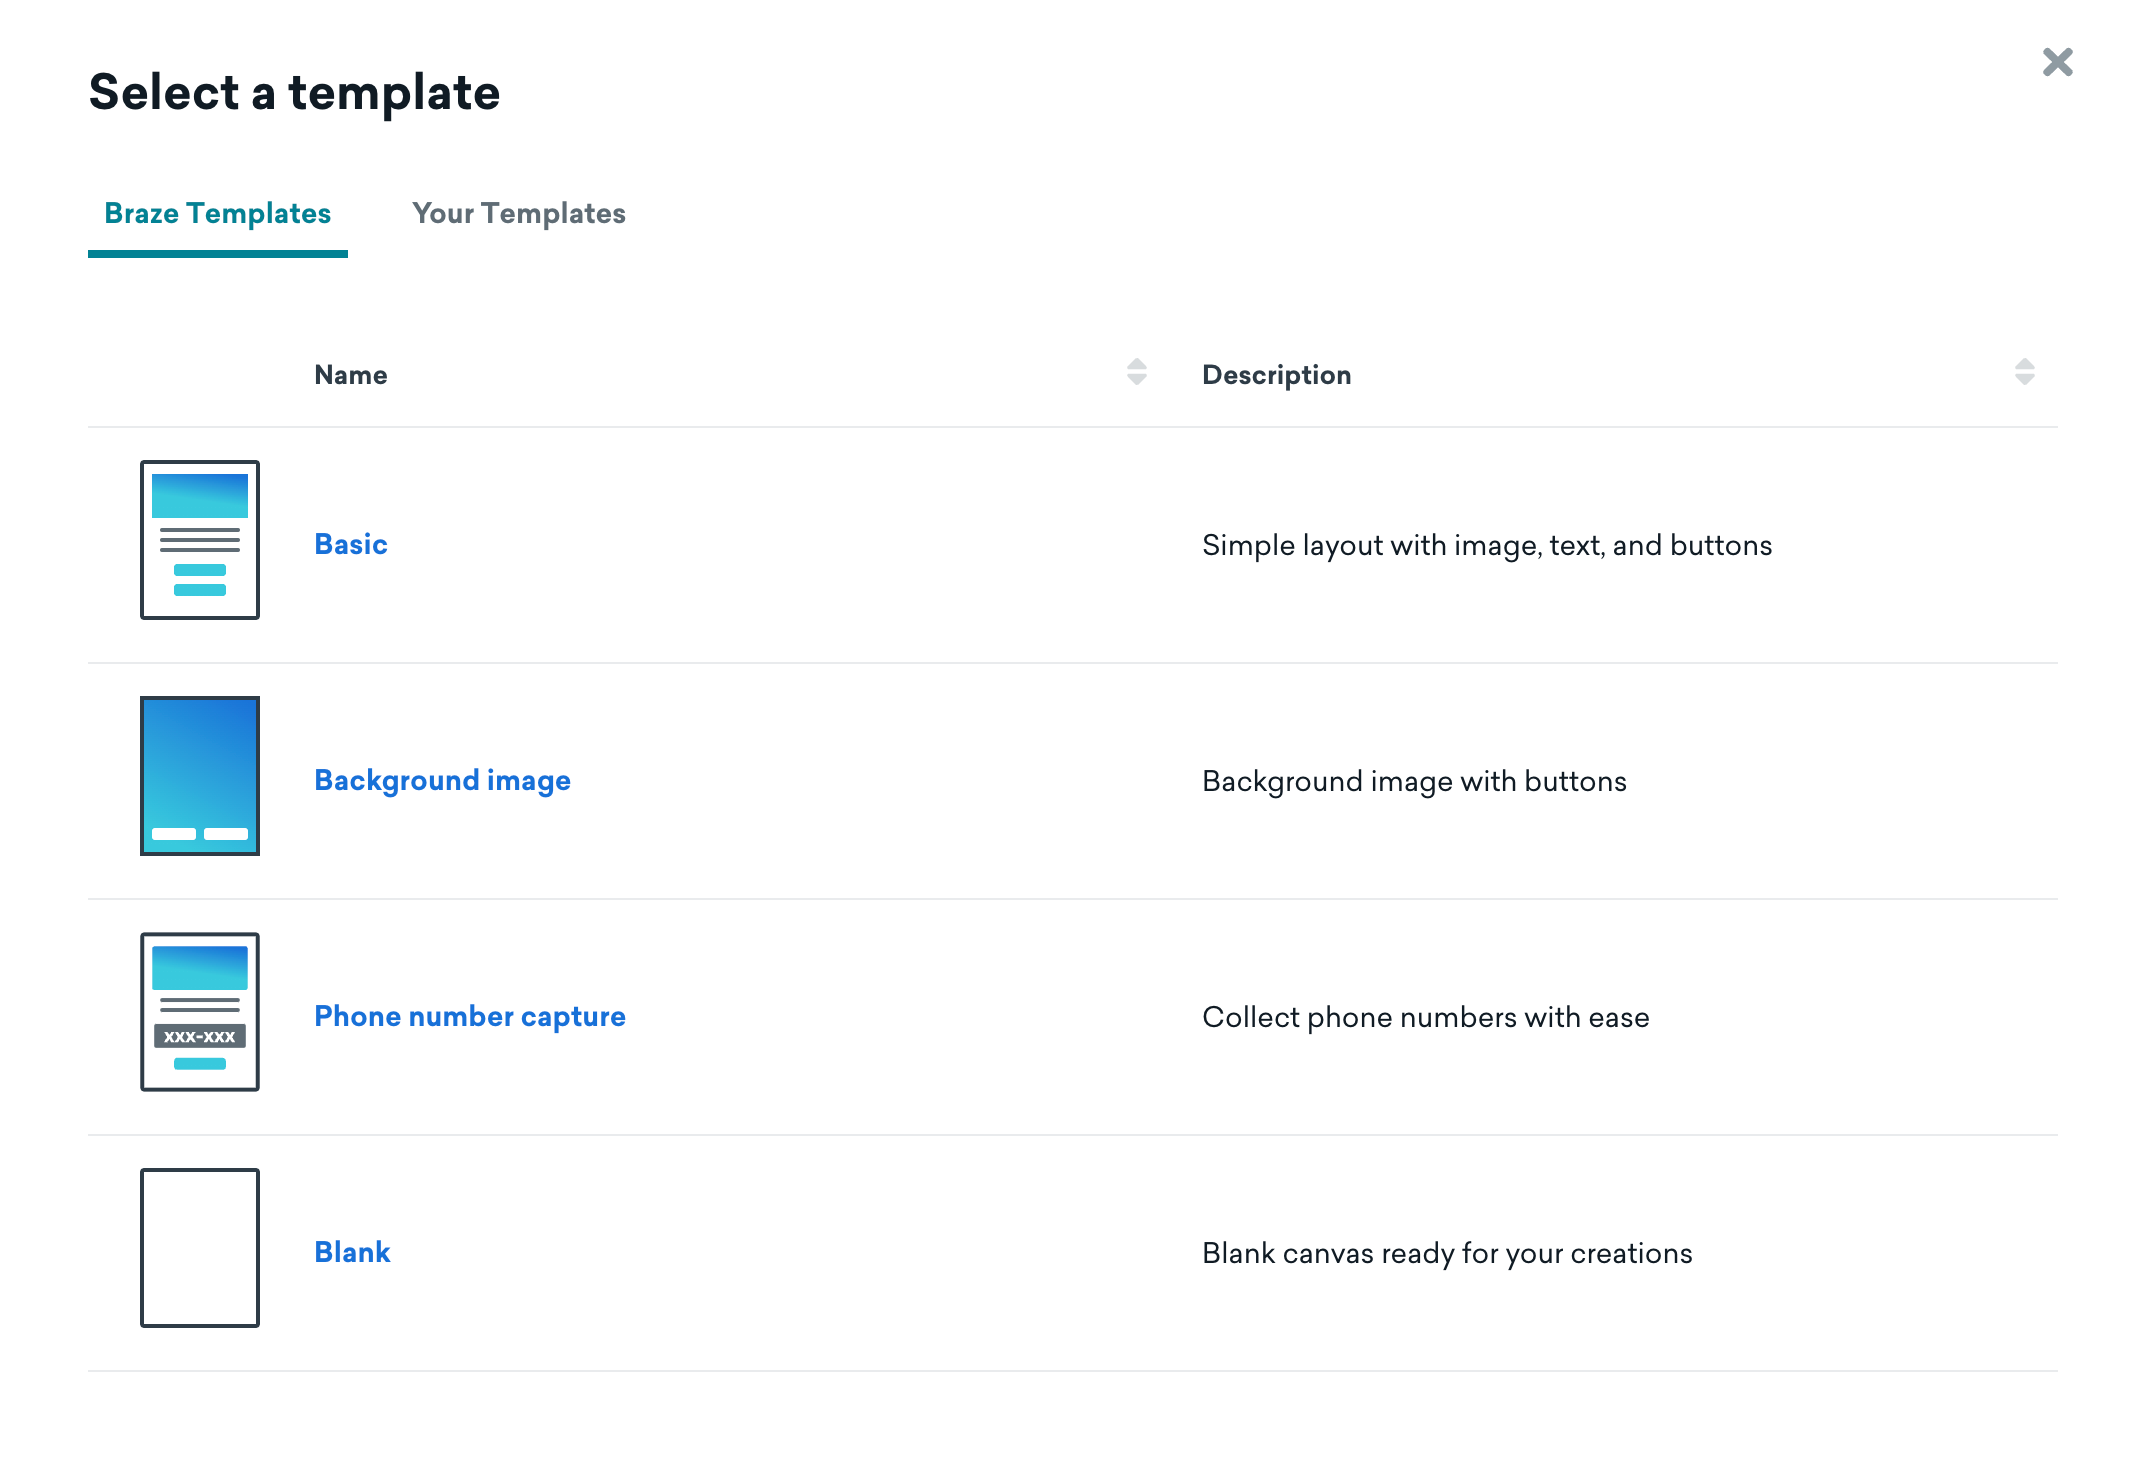 Select a template
Braze Templates Your Templates
Name Description
Basic Simple layout with image, text, and buttons
Background image Background image with buttons
xxx-xxx Phone number capture Collect phone numbers with ease
Blank Blank canvas ready for your creations